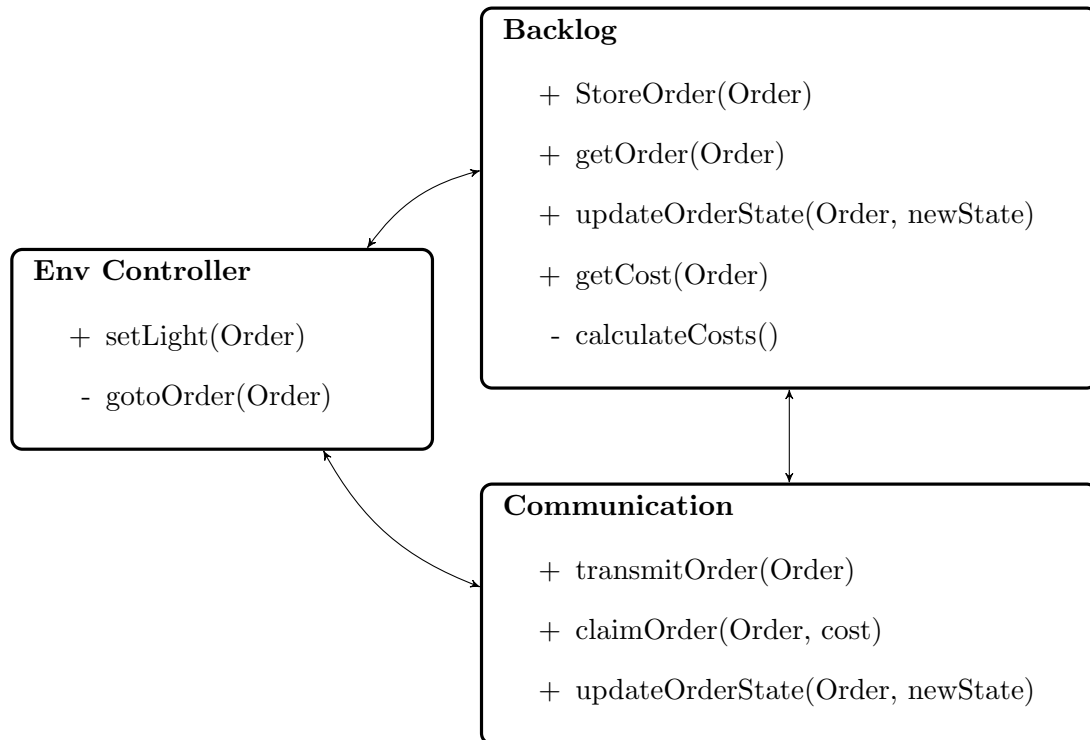 Backlog
+ StoreOrder(Order)
+ getOrder(Order)
+ updateOrderState(Order, newState)
+ getCost(Order)
- calculateCosts()
Env Controller
+ setLight(Order)
- gotoOrder(Order)
Communication
+ transmitOrder(Order)
+ claimOrder(Order, cost)
+ updateOrderState(Order, newState)